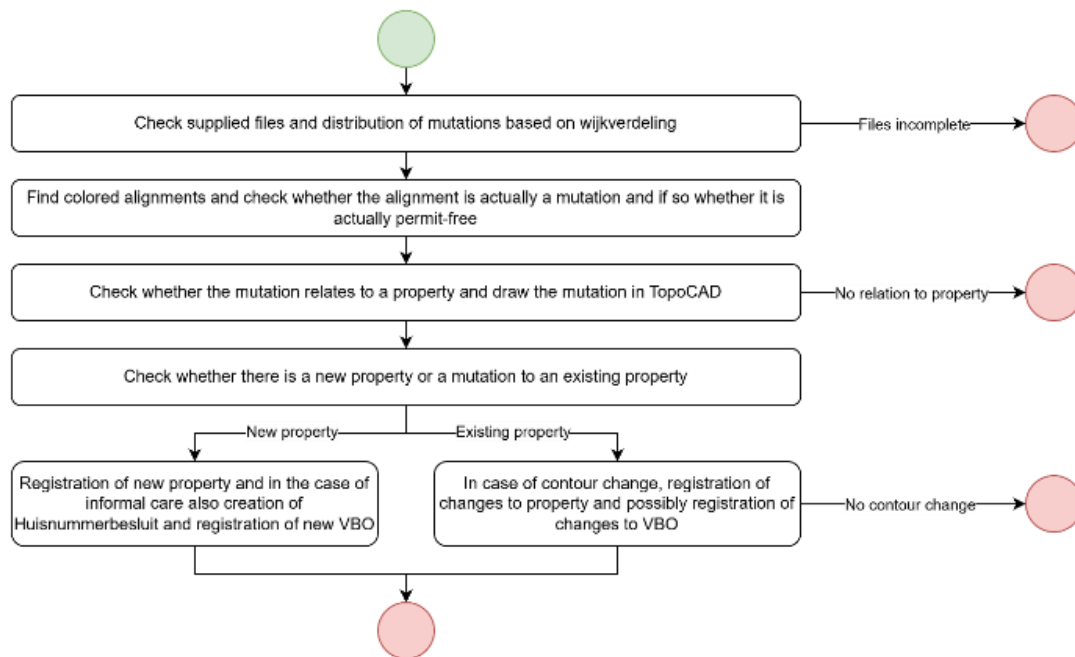 Check supplied files and distribution of mutations based on wijkverdeling
Files incomplete
Find colored alignments and check whether the alignment is actually a mutation and if so whether it is
actually permit-free
Check whether the mutation relates to a property and draw the mutation in TopoCAD
No relation to property
Check whether there is a new property or a mutation to an existing property
New property
Existing property
Registration of new property and in the case of
informal care also creation of
Huisnummerbesluit and registration of new VBO
In case of contour change, registration of
changes to property and possibly registration of
changes to VBO
No contour change